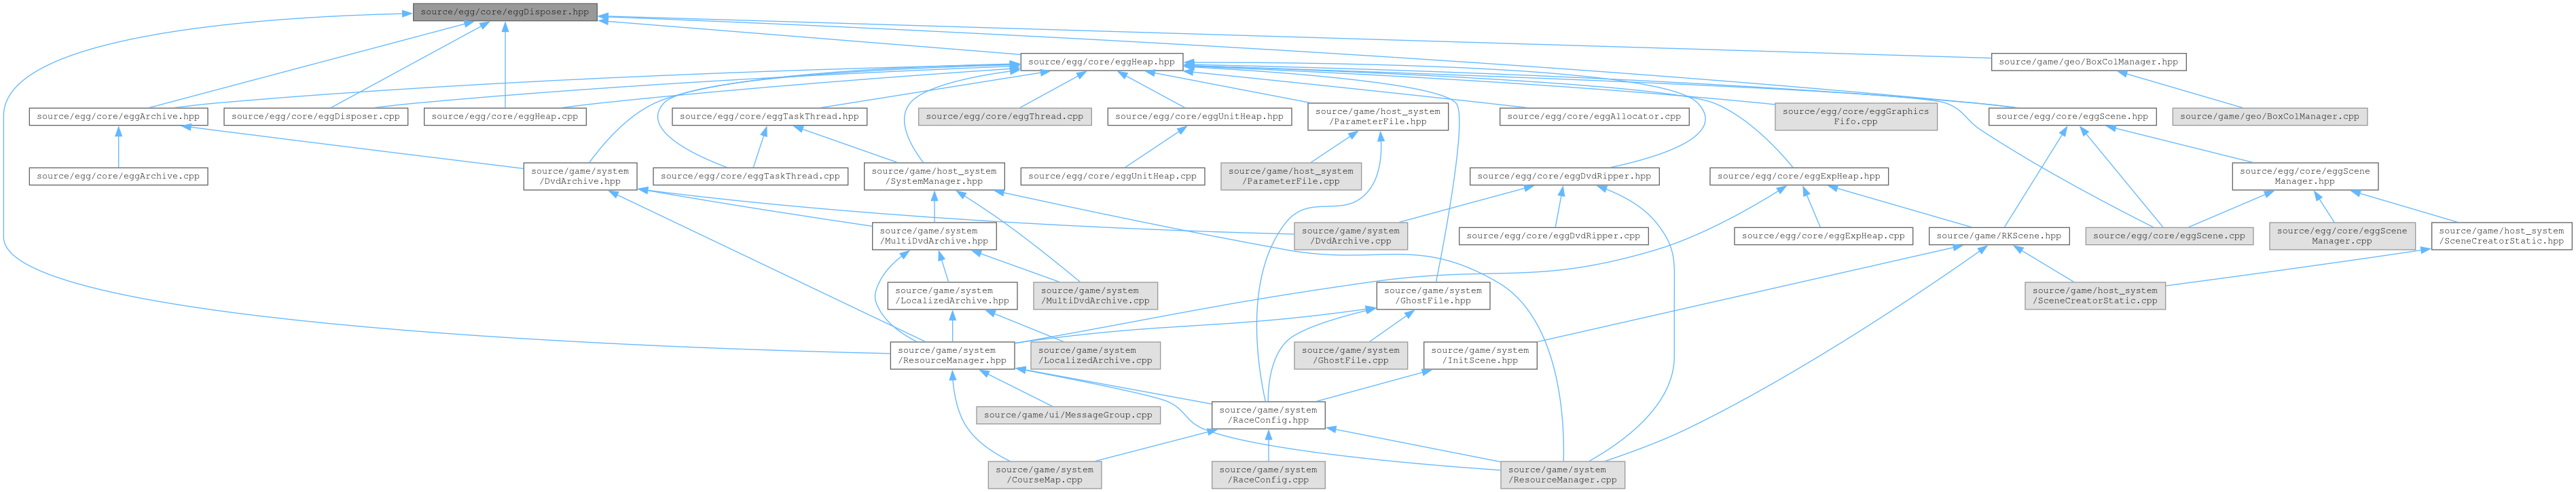 source/egg/core/eggDisposer.hpp
source/egg/core/eggHeap.hpp
source/game/geo/BoxColManager.hpp
source/egg/core/eggArchive.hpp
source/egg/core/eggDisposer.cpp
source/egg/core/eggHeap.cpp
source/egg/core/eggTaskThread.hpp
source/egg/core/eggThread.cpp
source/egg/core/eggUnitHeap.hpp
source/game/host_system
/ParameterFile.hpp
source/egg/core/eggAllocator.cpp
source/egg/core/eggGraphics
Fifo.cpp
source/egg/core/eggScene.hpp
source/game/geo/BoxColManager.cpp
source/egg/core/eggArchive.cpp
source/game/system
/DvdArchive.hpp
source/egg/core/eggTaskThread.cpp
source/game/host_system
/SystemManager.hpp
source/egg/core/eggUnitHeap.cpp
source/game/host_system
/ParameterFile.cpp
source/egg/core/eggDvdRipper.hpp
source/egg/core/eggExpHeap.hpp
source/egg/core/eggScene
Manager.hpp
source/game/system
/MultiDvdArchive.hpp
source/game/system
/DvdArchive.cpp
source/egg/core/eggDvdRipper.cpp
source/egg/core/eggExpHeap.cpp
source/game/RKScene.hpp
source/egg/core/eggScene.cpp
source/egg/core/eggScene
Manager.cpp
source/game/host_system
/SceneCreatorStatic.hpp
source/game/system
/LocalizedArchive.hpp
source/game/system
/MultiDvdArchive.cpp
source/game/system
/GhostFile.hpp
source/game/host_system
/SceneCreatorStatic.cpp
source/game/system
/ResourceManager.hpp
source/game/system
/LocalizedArchive.cpp
source/game/system
/GhostFile.cpp
source/game/system
/InitScene.hpp
source/game/ui/MessageGroup.cpp
source/game/system
/RaceConfig.hpp
source/game/system
/CourseMap.cpp
source/game/system
/RaceConfig.cpp
source/game/system
/ResourceManager.cpp